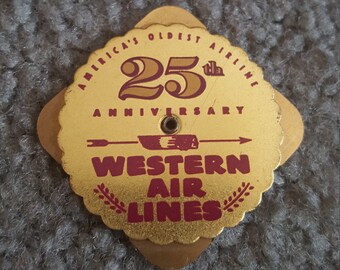 AMERICA'S OLDEST AIRLINE
25th
ANNIVERSARY
WESTERN
AIR
LINES